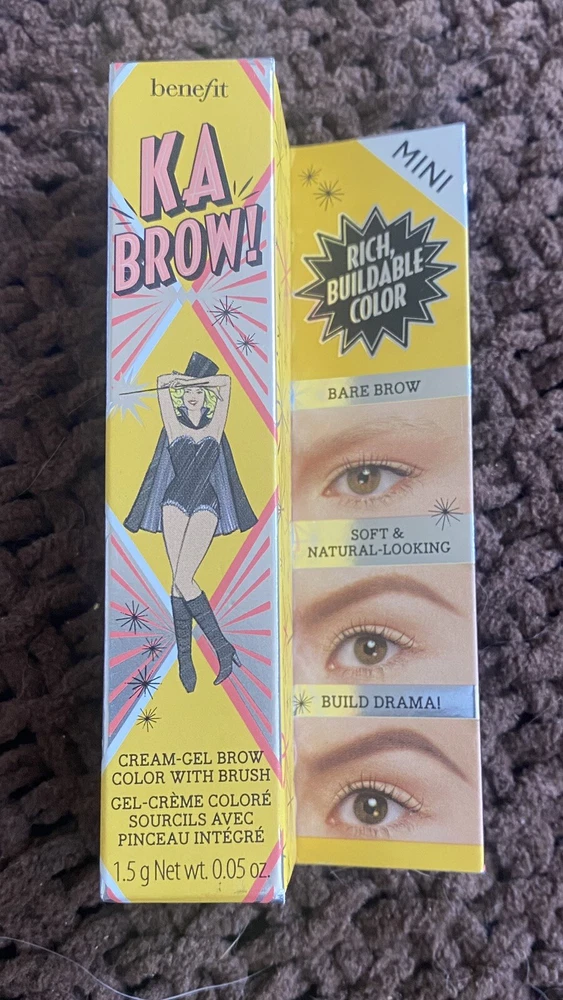 benefit
KA
BROW!
CREAM-GEL BROW
COLOR WITH BRUSH
GEL-CRÈME COLORÉ
SOURCILS AVEC
PINCEAU INTÉGRÉ
1.5 g Net wt. 0.05 oz.
MINI
RICH,
BUILDABLE
COLOR
BARE BROW
SOFT &
NATURAL-LOOKING
BUILD DRAMA!